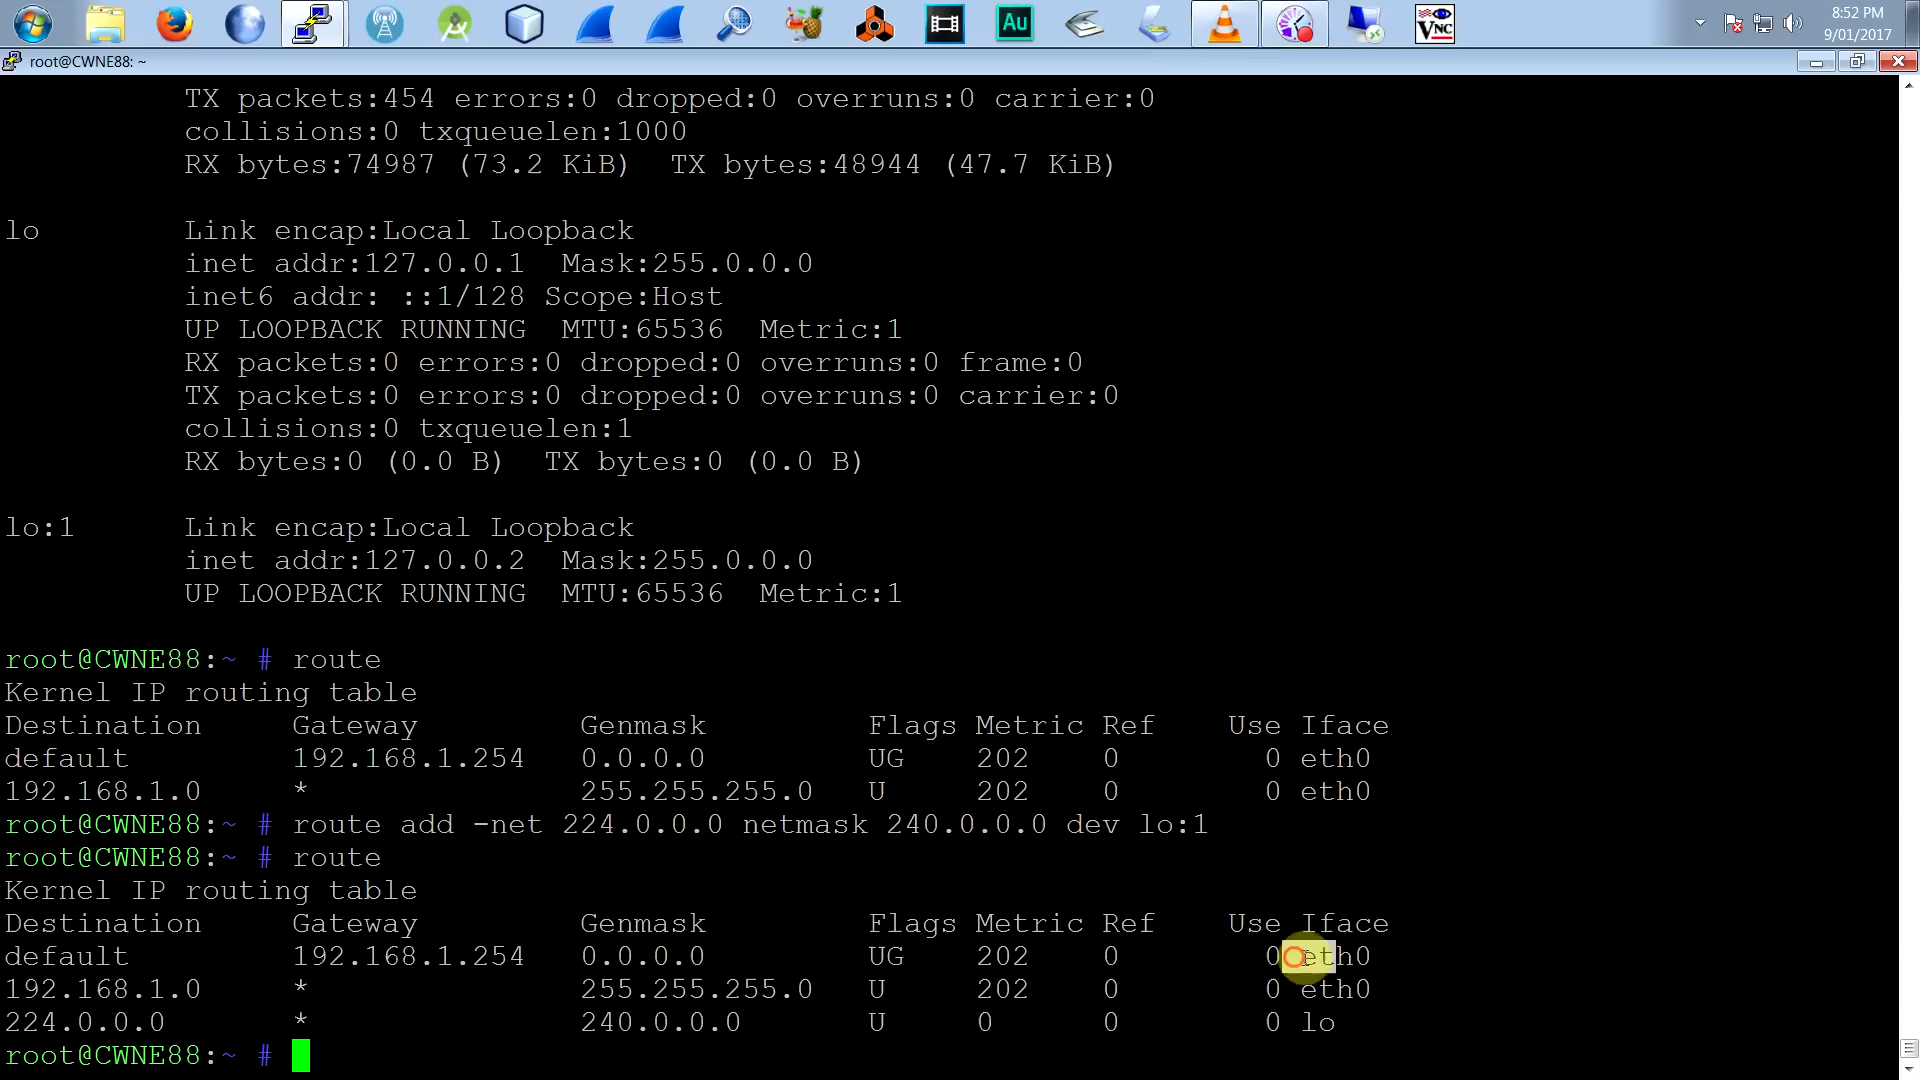 8:52 PM
9/01/2017
Au
VNC
root@CWNE88: ~
TX packets:454 errors:0 dropped:0 overruns:0 carrier:0
collisions:0 txqueuelen:1000
RX bytes:74987 (73.2 KiB)  TX bytes:48944 (47.7 KiB)
lo        Link encap:Local Loopback
inet addr:127.0.0.1  Mask:255.0.0.0
inet6 addr: ::1/128 Scope:Host
UP LOOPBACK RUNNING  MTU:65536  Metric:1
RX packets:0 errors:0 dropped:0 overruns:0 frame:0
TX packets:0 errors:0 dropped:0 overruns:0 carrier:0
collisions:0 txqueuelen:1
RX bytes:0 (0.0 B)  TX bytes:0 (0.0 B)
lo:1      Link encap:Local Loopback
inet addr:127.0.0.2  Mask:255.0.0.0
UP LOOPBACK RUNNING  MTU:65536  Metric:1
root@CWNE88:~ # route
Kernel IP routing table
Destination     Gateway         Genmask         Flags Metric Ref    Use Iface
default         192.168.1.254   0.0.0.0         UG    202    0        0 eth0
192.168.1.0     *               255.255.255.0   U     202    0        0 eth0
root@CWNE88:~ # route add -net 224.0.0.0 netmask 240.0.0.0 dev lo:1
root@CWNE88:~ # route
Kernel IP routing table
Destination     Gateway         Genmask         Flags Metric Ref    Use Iface
default         192.168.1.254   0.0.0.0         UG    202    0        0 eth0
192.168.1.0     *               255.255.255.0   U     202    0        0 eth0
224.0.0.0       *               240.0.0.0       U     0      0        0 lo
root@CWNE88:~ #